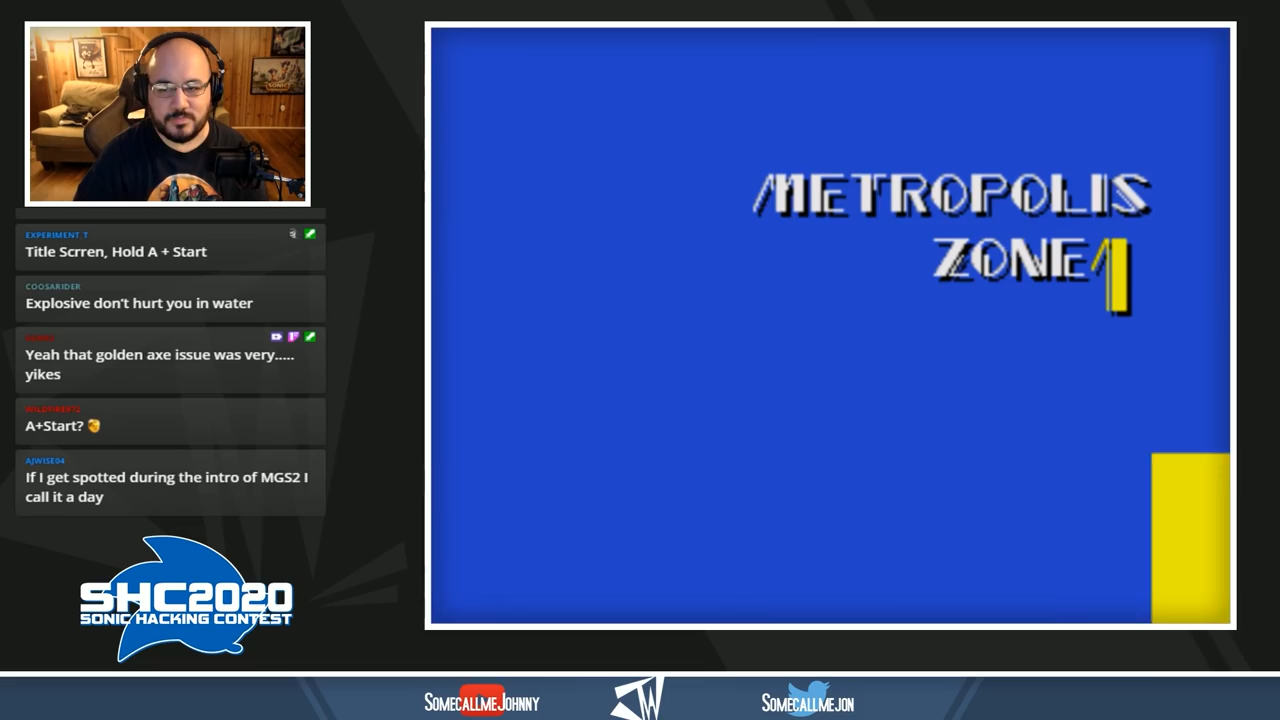 METROPOLIS
ZONE 1
EXPERIMENT T
Title Scrren, Hold A + Start
COOSARIDER
Explosive don't hurt you in water
Yeah that golden axe issue was very.....
yikes
A+Start?
AJWISE04
If I get spotted during the intro of MGS2 I
call it a day
SHC2020
SONIC HACKING CONTEST
SOMECALLMEJOHNNY
SOMECALLMEJON